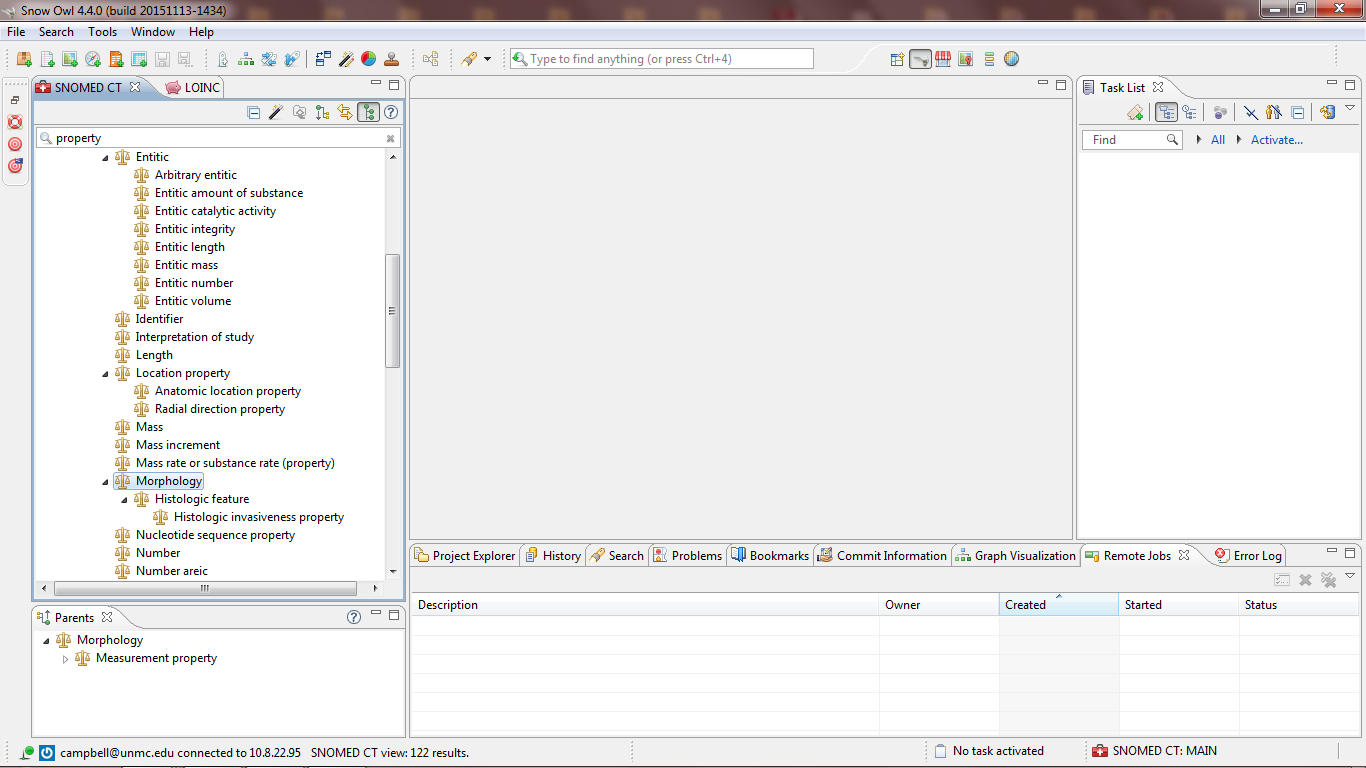 Snow Owl 4.4.0 (build 20151113-1434)
File Search Tools Window Help
Type to find anything (or press Ctrl+4)
SNOMED CT LOINC
property
Entitic
Arbitrary entitic
Entitic amount of substance
Entitic catalytic activity
Entitic integrity
Entitic length
Entitic mass
Entitic number
Entitic volume
Identifier
Interpretation of study
Length
Location property
Anatomic location property
Radial direction property
Mass
Mass increment
Mass rate or substance rate (property)
Morphology
Histologic feature
Histologic invasiveness property
Nucleotide sequence property
Number
Number areic
Parents
Morphology
Measurement property
Task List
Find All Activate...
Project Explorer History Search Problems Bookmarks Commit Information Graph Visualization Remote Jobs Error Log
Description Owner Created Started Status
campbell@unmc.edu connected to 10.8.22.95 SNOMED CT view: 122 results. No task activated SNOMED CT: MAIN